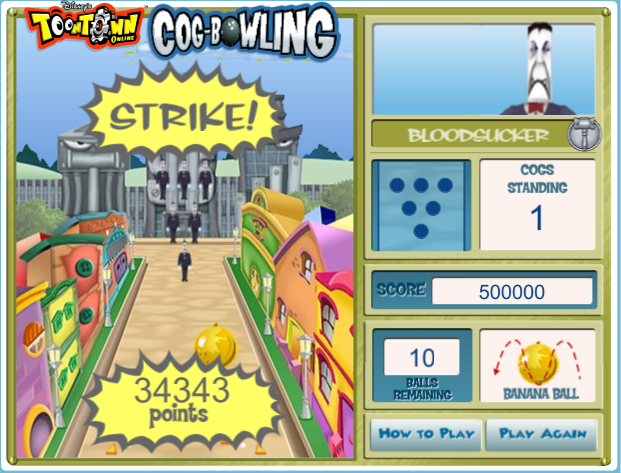 Disney's
TOONTOWN
ONLINE
COG-BOWLING
STRIKE!
BLOODSUCKER
COGS
STANDING
1
SCORE
500000
34343
points
10
BALLS
REMAINING
BANANA BALL
HOW TO PLAY
PLAY AGAIN